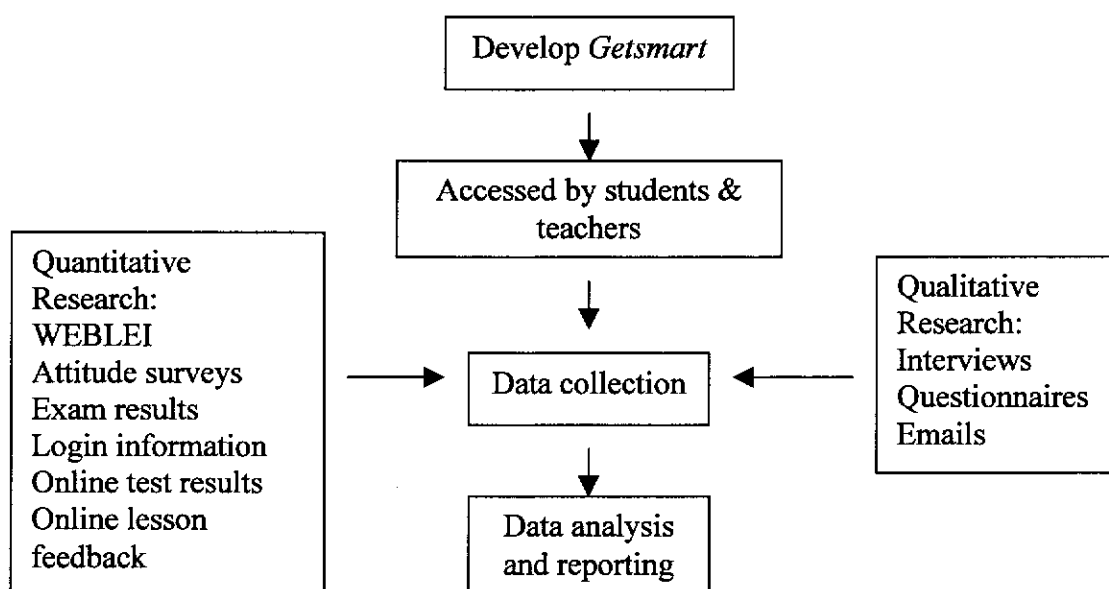 Develop Getsmart
Accessed by students &
teachers
Quantitative
Research:
WEBLEI
Attitude surveys
Exam results
Login information
Online test results
Online lesson
feedback
Data collection
Qualitative
Research:
Interviews
Questionnaires
Emails
Data analysis
and reporting